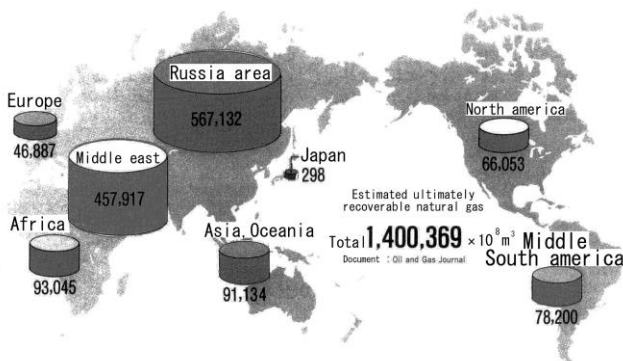 Russia area
567,132
Europe
46,887
Middle east
457,917
Japan
298
North america
66,053
Estimated ultimately
recoverable natural gas
Total 1,400,369 ×10⁸m³
Document : Oil and Gas Journal
Africa
93,045
Asia, Oceania
91,134
Middle
South america
78,200